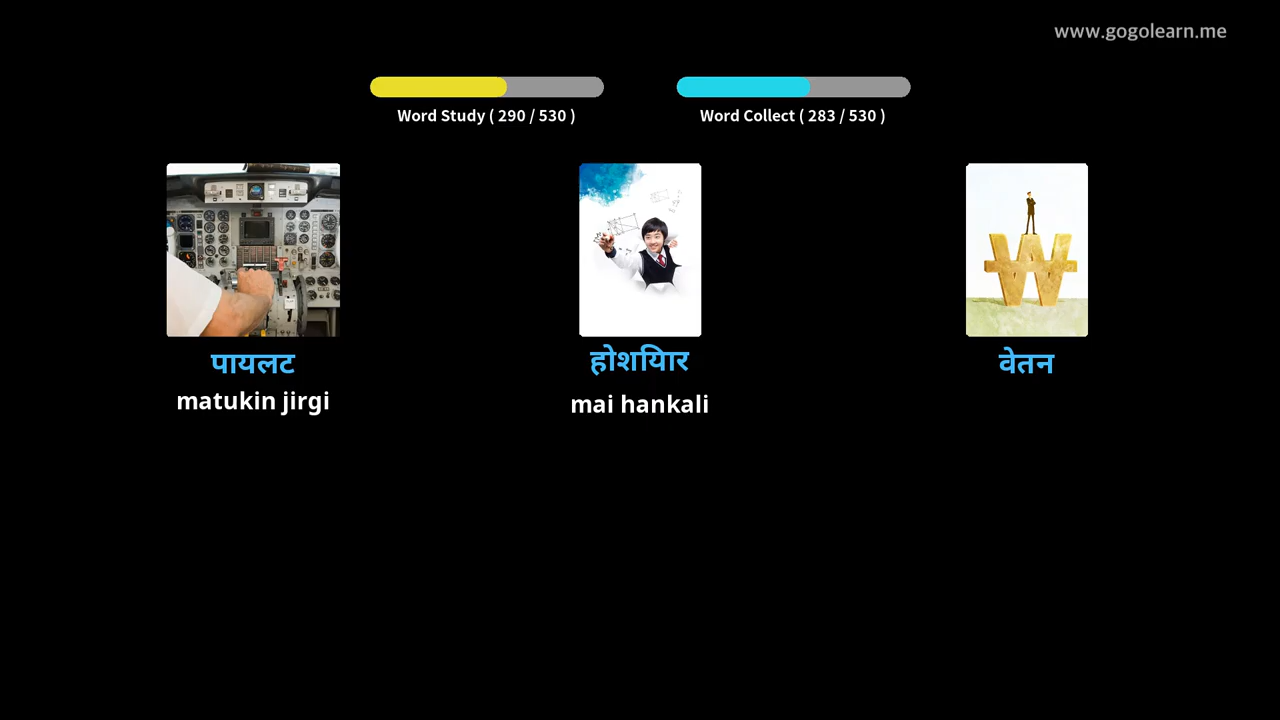 www.gogolearn.me
Word Study ( 290 / 530 )
Word Collect ( 283 / 530 )
पायलट
होशियार
वेतन
matukin jirgi
mai hankali